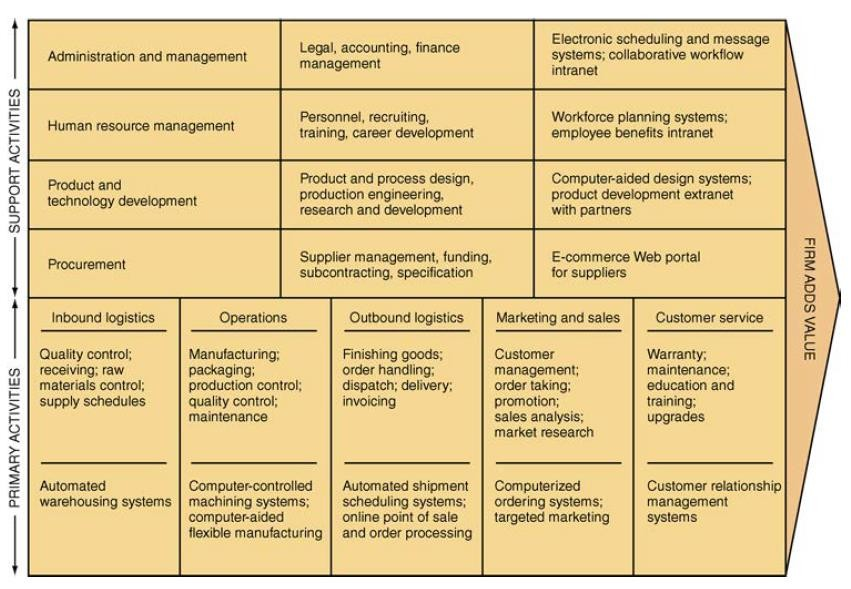 SUPPORT ACTIVITIES
Administration and management
Legal, accounting, finance
management
Electronic scheduling and message
systems; collaborative workflow
intranet
Human resource management
Personnel, recruiting,
training, career development
Workforce planning systems;
employee benefits intranet
Product and
technology development
Product and process design,
production engineering,
research and development
Computer-aided design systems;
product development extranet
with partners
Procurement
Supplier management, funding,
subcontracting, specification
E-commerce Web portal
for suppliers
PRIMARY ACTIVITIES
Inbound logistics
Quality control;
receiving; raw
materials control;
supply schedules
Automated
warehousing systems
Operations
Manufacturing;
packaging;
production control;
quality control;
maintenance
Computer-controlled
machining systems;
computer-aided
flexible manufacturing
Outbound logistics
Finishing goods;
order handling;
dispatch; delivery;
invoicing
Automated shipment
scheduling systems;
online point of sale
and order processing
Marketing and sales
Customer
management;
order taking;
promotion;
sales analysis;
market research
Computerized
ordering systems;
targeted marketing
Customer service
Warranty;
maintenance;
education and
training;
upgrades
Customer relationship
management
systems
FIRM ADDS VALUE